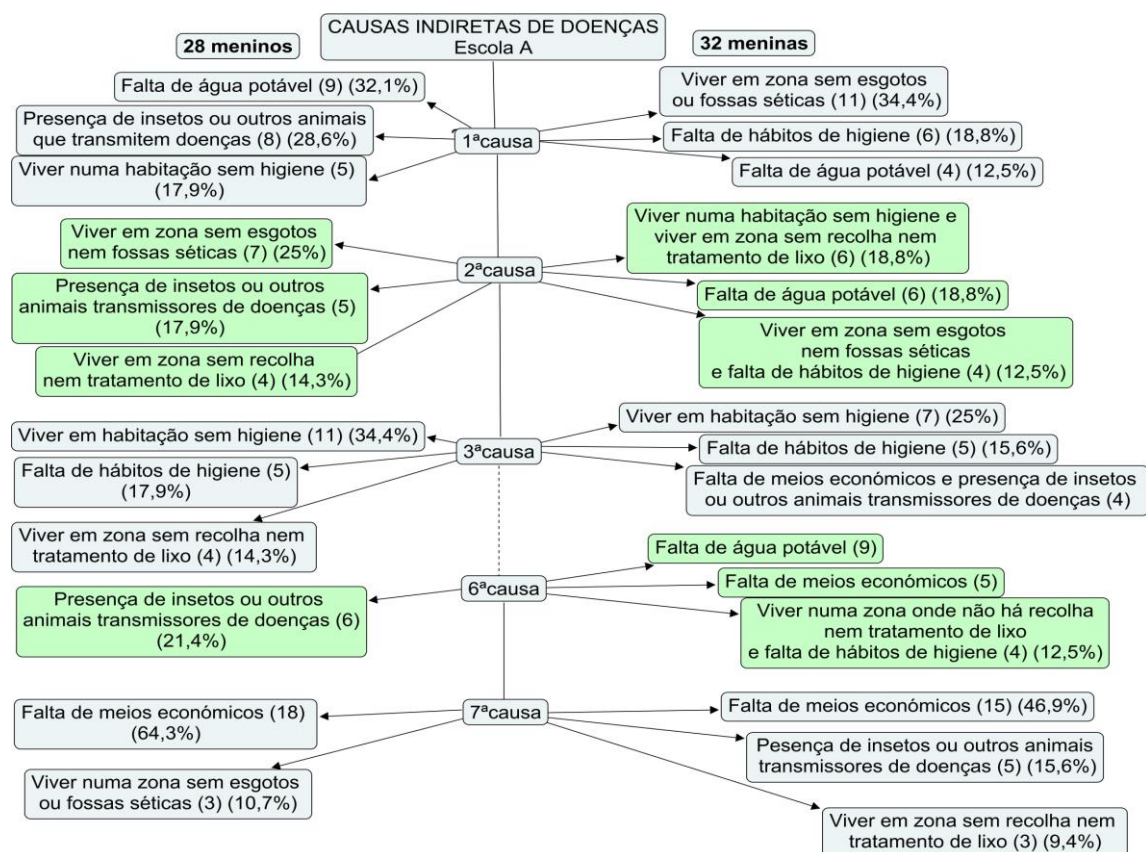 CAUSAS INDIRETAS DE DOENÇAS
Escola A
28 meninos
32 meninas
1ªcausa
Falta de água potável (9) (32,1%)
Presença de insetos ou outros animais
que transmitem doenças (8) (28,6%)
Viver numa habitação sem higiene (5)
(17,9%)
Viver em zona sem esgotos
ou fossas séticas (11) (34,4%)
Falta de hábitos de higiene (6) (18,8%)
Falta de água potável (4) (12,5%)
2ªcausa
Viver em zona sem esgotos
nem fossas séticas (7) (25%)
Presença de insetos ou outros
animais transmissores de doenças (5)
(17,9%)
Viver em zona sem recolha
nem tratamento de lixo (4) (14,3%)
Viver numa habitação sem higiene e
viver em zona sem recolha nem
tratamento de lixo (6) (18,8%)
Falta de água potável (6) (18,8%)
Viver em zona sem esgotos
nem fossas séticas
e falta de hábitos de higiene (4) (12,5%)
3ªcausa
Viver em habitação sem higiene (11) (34,4%)
Falta de hábitos de higiene (5)
(17,9%)
Viver em zona sem recolha nem
tratamento de lixo (4) (14,3%)
Viver em habitação sem higiene (7) (25%)
Falta de hábitos de higiene (5) (15,6%)
Falta de meios económicos e presença de insetos
ou outros animais transmissores de doenças (4)
6ªcausa
Presença de insetos ou outros
animais transmissores de doenças (6)
(21,4%)
Falta de água potável (9)
Falta de meios económicos (5)
Viver numa zona onde não há recolha
nem tratamento de lixo
e falta de hábitos de higiene (4) (12,5%)
7ªcausa
Falta de meios económicos (18)
(64,3%)
Viver numa zona sem esgotos
ou fossas séticas (3) (10,7%)
Falta de meios económicos (15) (46,9%)
Pesença de insetos ou outros animais
transmissores de doenças (5) (15,6%)
Viver em zona sem recolha nem
tratamento de lixo (3) (9,4%)